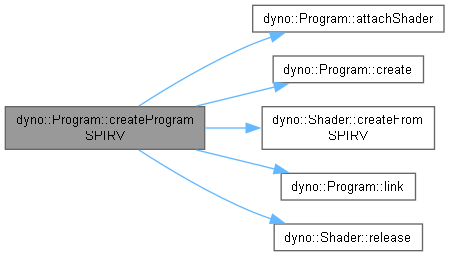 dyno::Program::attachShader
dyno::Program::create
dyno::Program::createProgram
SPIRV
dyno::Shader::createFrom
SPIRV
dyno::Program::link
dyno::Shader::release